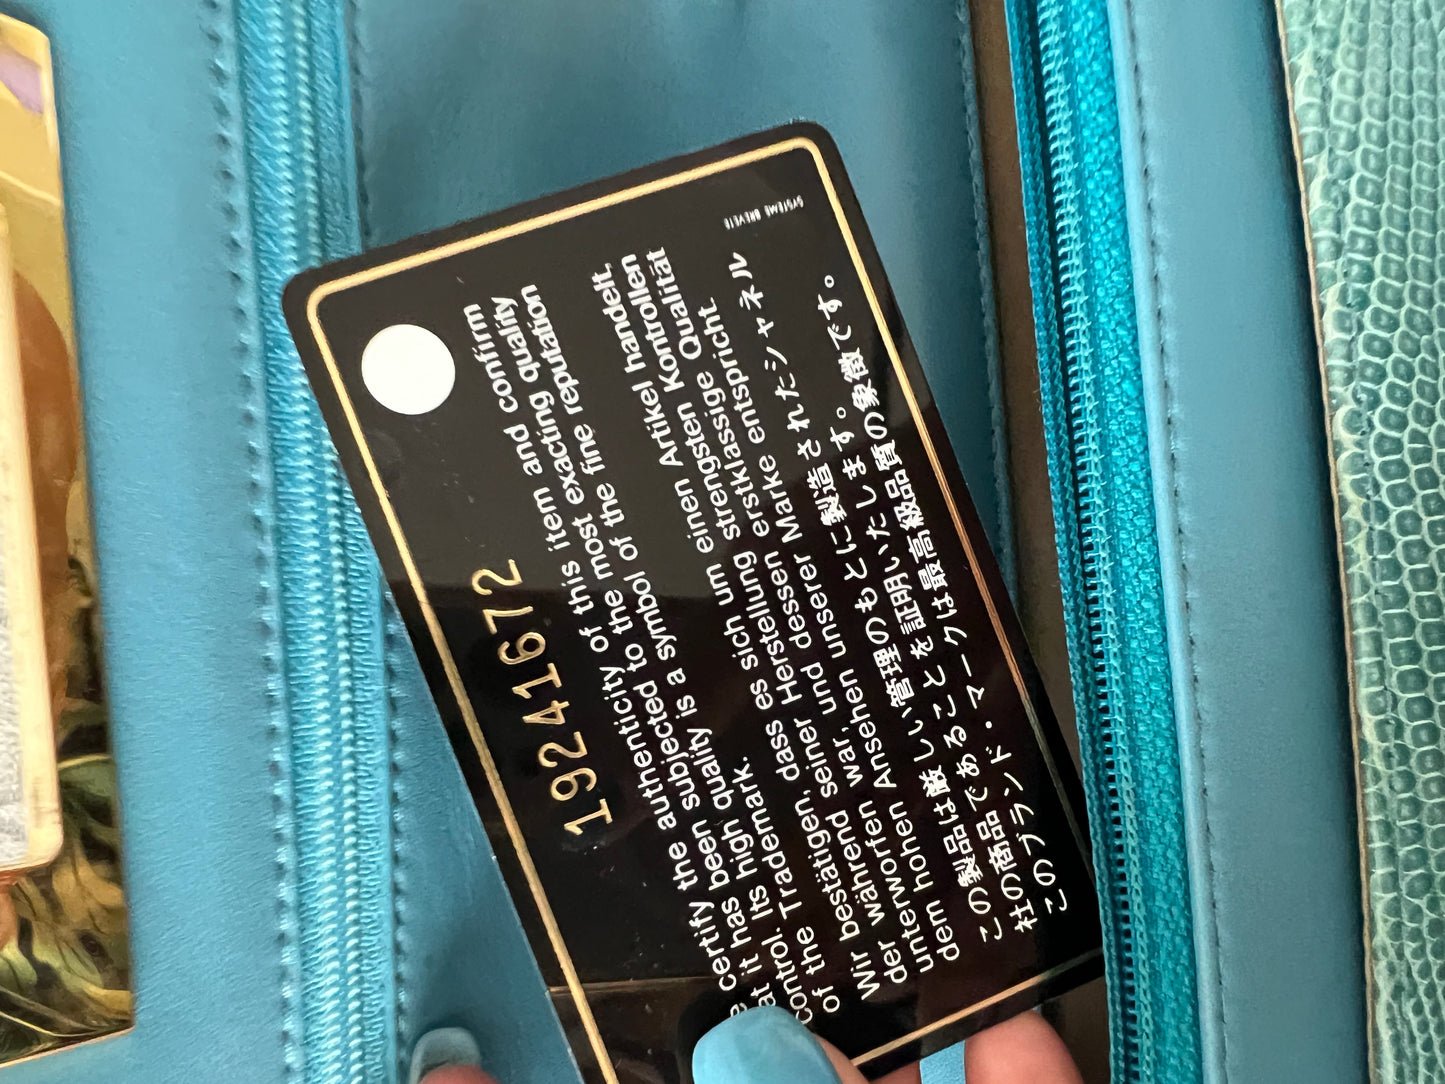 SYSTEME BREVETE
19241672
certify the authenticity of this item and confirm
at it has been subjected to the most exacting quality
control. Its high quality is a symbol of the fine reputation
of the Trademark.
Wir bestätigen, dass es sich um einen Artikel handelt,
der während seiner Herstellung strengsten Kontrollen
unterworfen war, und dessen erstklassige Qualität
dem hohen Ansehen unserer Marke entspricht.
この製品は厳しい管理のもとに製造されたシャネル
社の商品であることを証明いたします。
このブランド・マークは最高級品質の象徴です。